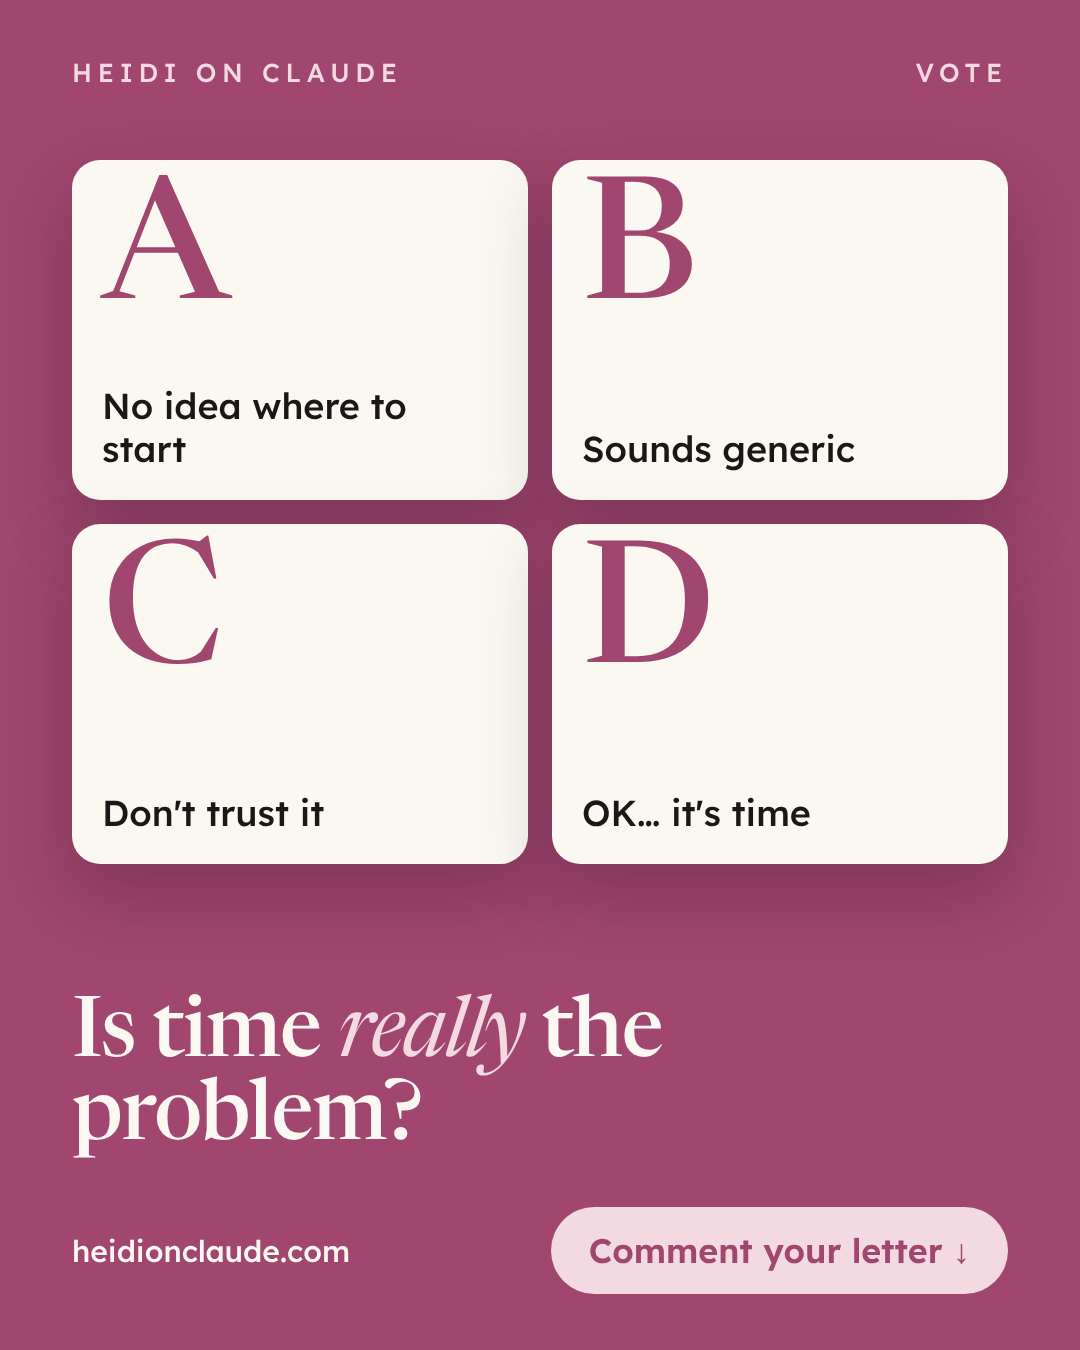 HEIDI ON CLAUDE
VOTE
A
No idea where to
start
B
Sounds generic
C
Don't trust it
D
OK... it's time
Is time really the
problem?
heidionclaude.com
Comment your letter ↓